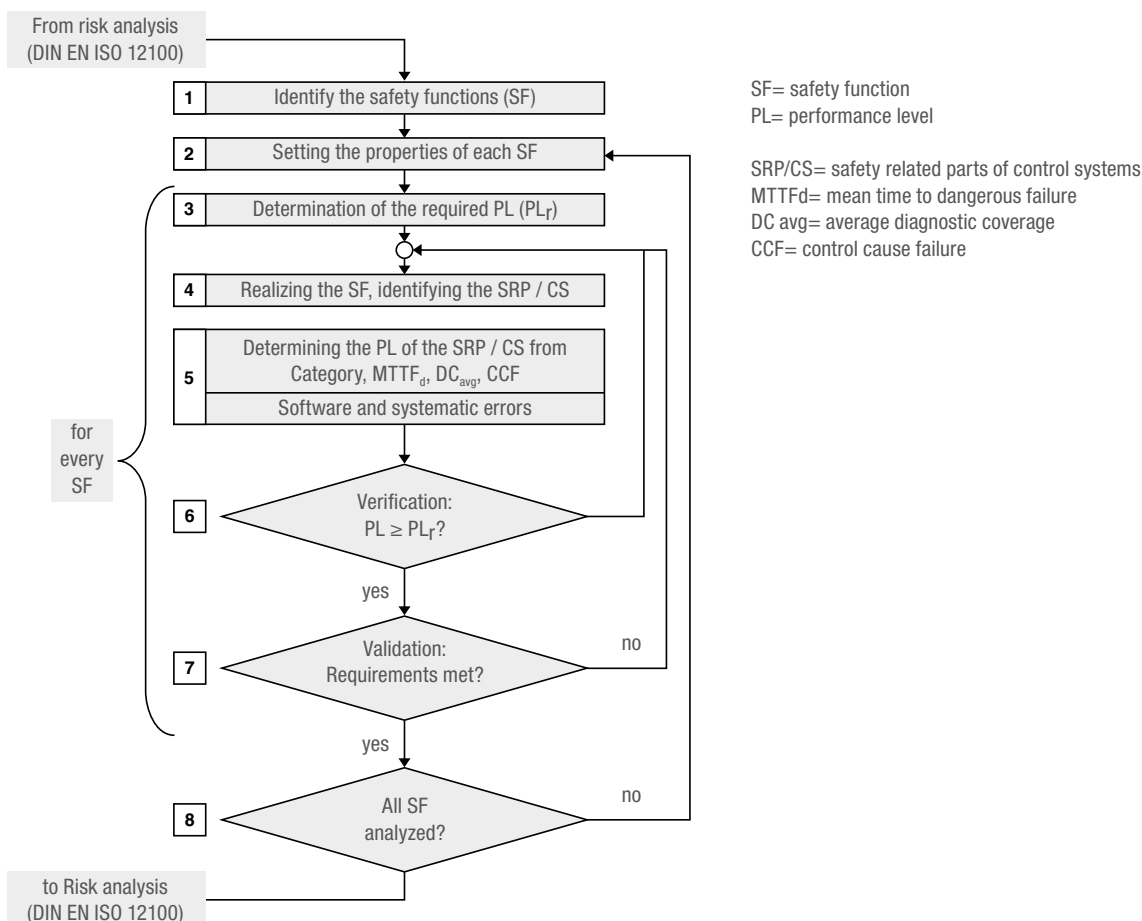 From risk analysis
(DIN EN ISO 12100)
1
Identify the safety functions (SF)
2
Setting the properties of each SF
3
Determination of the required PL (PLr)
4
Realizing the SF, identifying the SRP / CS
5
Determining the PL of the SRP / CS from
Category, MTTFd, DCavg, CCF
Software and systematic errors
for
every
SF
6
Verification:
PL ≥ PLr?
yes
7
Validation:
Requirements met?
no
yes
8
All SF
analyzed?
no
to Risk analysis
(DIN EN ISO 12100)
SF= safety function
PL= performance level
SRP/CS= safety related parts of control systems
MTTFd= mean time to dangerous failure
DC avg= average diagnostic coverage
CCF= control cause failure